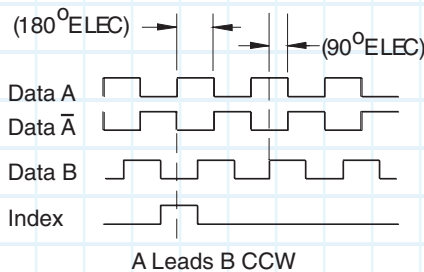 (180°ELEC)
(90°ELEC)
Data A
Data A̅
Data B
Index
A Leads B CCW